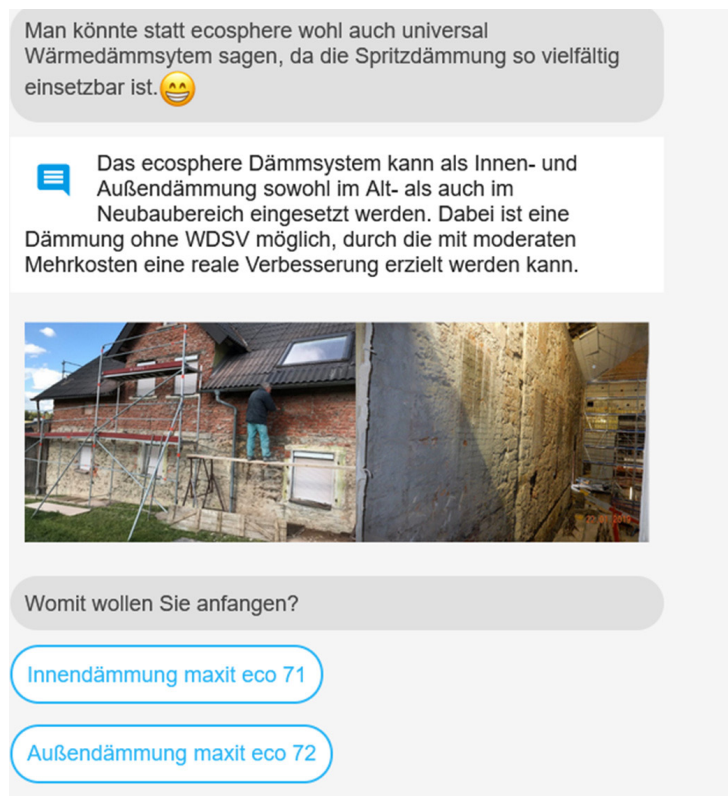 Man könnte statt ecosphere wohl auch universal
Wärmedämmsytem sagen, da die Spritzdämmung so vielfältig
einsetzbar ist.😄
Das ecosphere Dämmsystem kann als Innen- und
Außendämmung sowohl im Alt- als auch im
Neubaubereich eingesetzt werden. Dabei ist eine
Dämmung ohne WDSV möglich, durch die mit moderaten
Mehrkosten eine reale Verbesserung erzielt werden kann.
Womit wollen Sie anfangen?
Innendämmung maxit eco 71
Außendämmung maxit eco 72